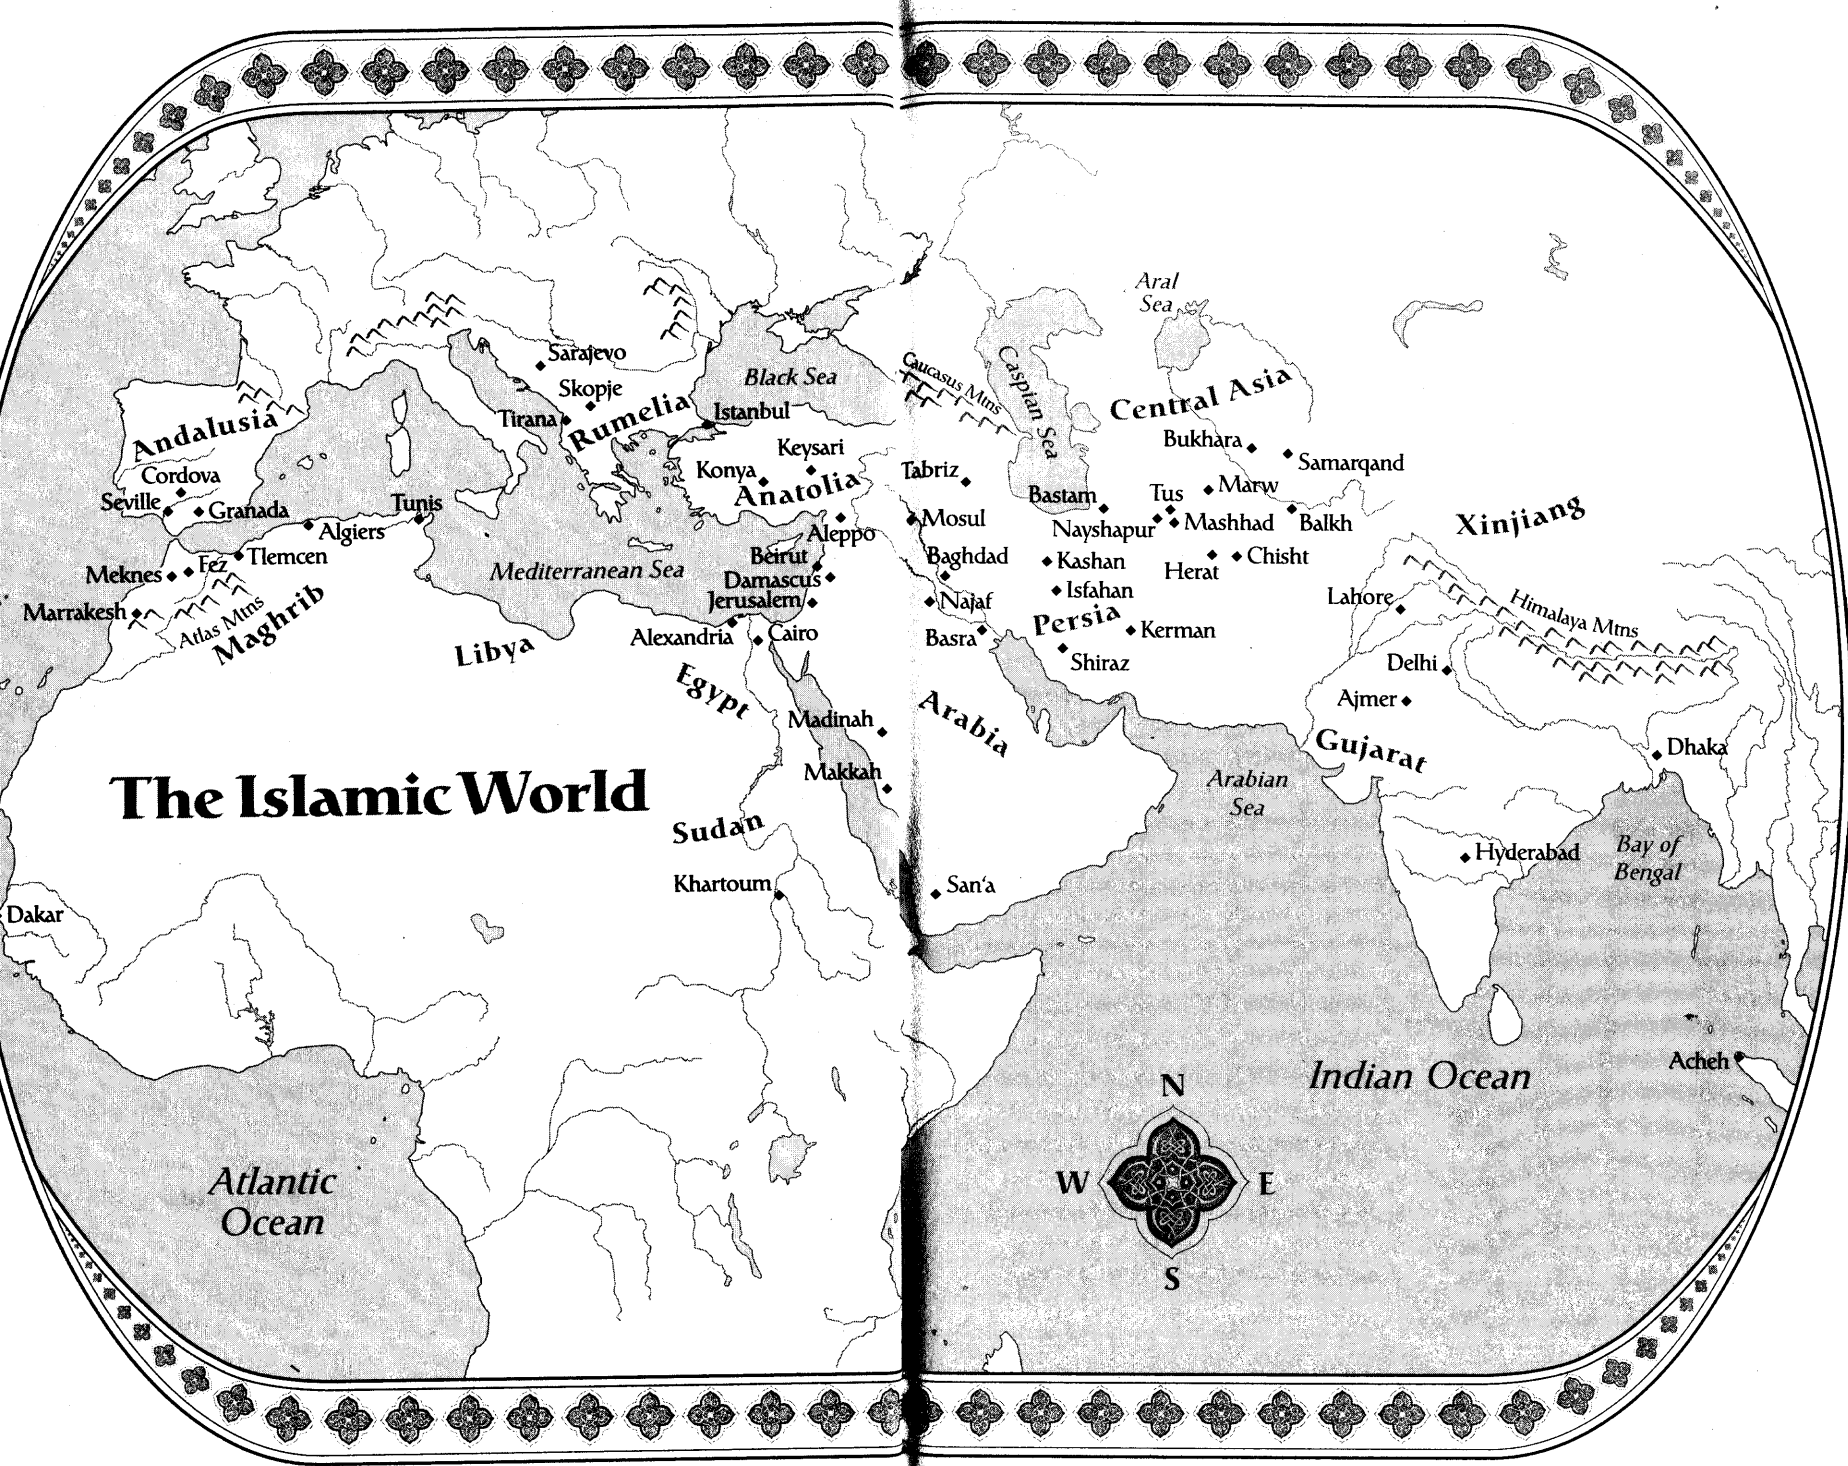 Aral
Sea
Caspian Sea
Caucasus Mtns
Black Sea
Sarajevo
Skopje
Tirana
Rumelia
Istanbul
Central Asia
Bukhara
Samarqand
Andalusia
Cordova
Seville
Granada
Tunis
Algiers
Keysari
Konya
Anatolia
Aleppo
Tabriz
Mosul
Bastam
Tus
Marw
Nayshapur
Mashhad
Balkh
Xinjiang
Meknes
Fez
Tlemcen
Marrakesh
Atlas Mtns
Maghrib
Mediterranean Sea
Beirut
Damascus
Jerusalem
Alexandria
Cairo
Baghdad
Najaf
Basra
Kashan
Isfahan
Persia
Kerman
Shiraz
Herat
Chisht
Lahore
Himalaya Mtns
Delhi
Ajmer
Libya
Egypt
Madinah
Makkah
Arabia
Arabian
Sea
Gujarat
Dhaka
The Islamic World
Sudan
Khartoum
San‘a
Hyderabad
Bay of
Bengal
Dakar
Acheh
Indian Ocean
Atlantic
Ocean
N
W
E
S